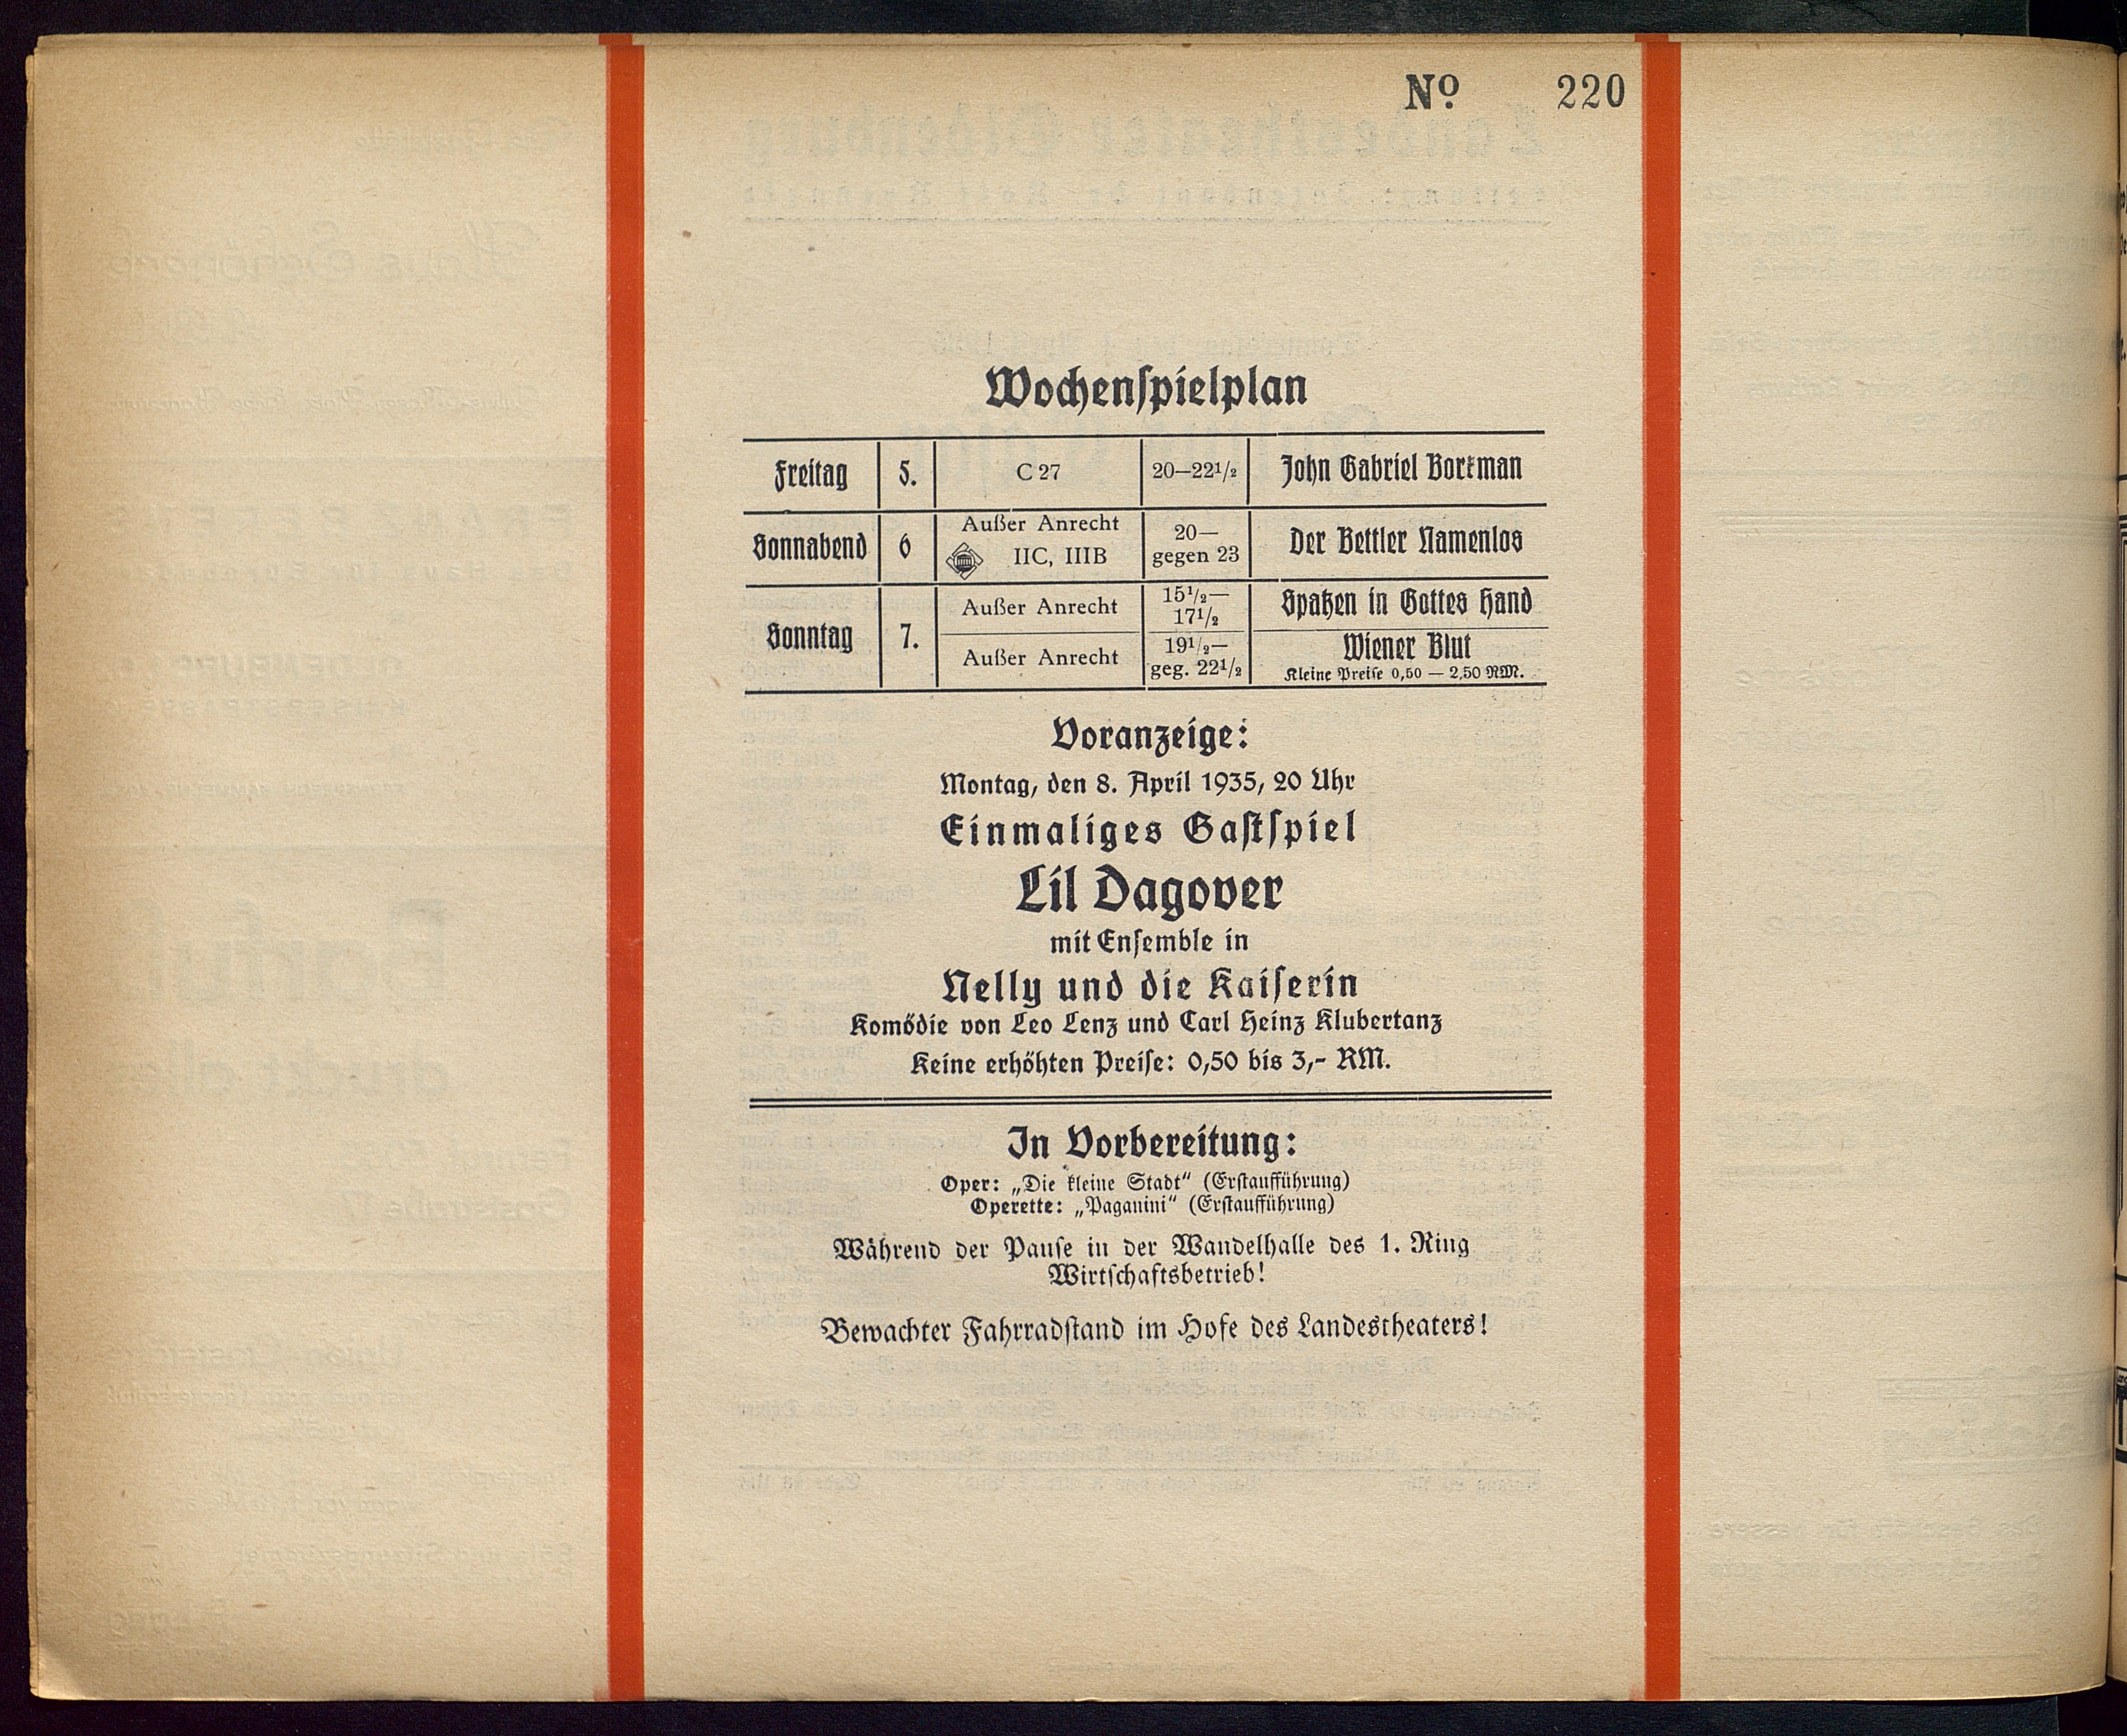 No. 220
Wochenspielplan
Freitag 5. C 27 20—22½ John Gabriel Borkman
Sonnabend 6 Außer Anrecht IIC, IIIB 20— gegen 23 Der Bettler Namenlos
Sonntag 7. Außer Anrecht 15½— 17½ Spatzen in Gottes Hand
Außer Anrecht 19½— geg. 22½ Wiener Blut
Kleine Preise 0,50 — 2,50 RM.
Voranzeige:
Montag, den 8. April 1935, 20 Uhr
Einmaliges Gastspiel
Lil Dagover
mit Ensemble in
Nelly und die Kaiserin
Komödie von Leo Lenz und Carl Heinz Klubertanz
Keine erhöhten Preise: 0,50 bis 3,- RM.
In Vorbereitung:
Oper: „Die kleine Stadt“ (Erstaufführung)
Operette: „Paganini“ (Erstaufführung)
Während der Pause in der Wandelhalle des 1. Ring
Wirtschaftsbetrieb!
Bewachter Fahrradstand im Hofe des Landestheaters!